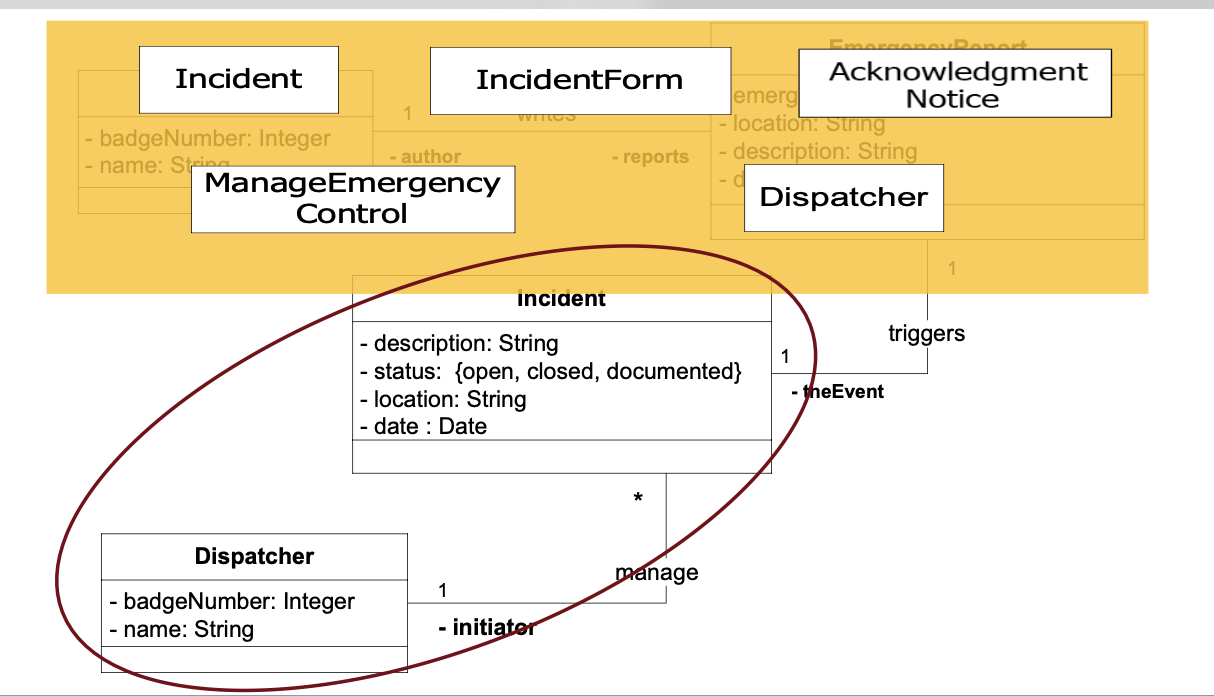 EmergencyReport
Incident
IncidentForm
Acknowledgment
Notice
emerg
1
writes
- badgeNumber: Integer
- location: String
- name: String
- author
- reports
- description: String
- d
ManageEmergency
Control
Dispatcher
1
Incident
triggers
- description: String
1
- status: {open, closed, documented}
- theEvent
- location: String
- date : Date
*
Dispatcher
manage
1
- badgeNumber: Integer
- initiator
- name: String